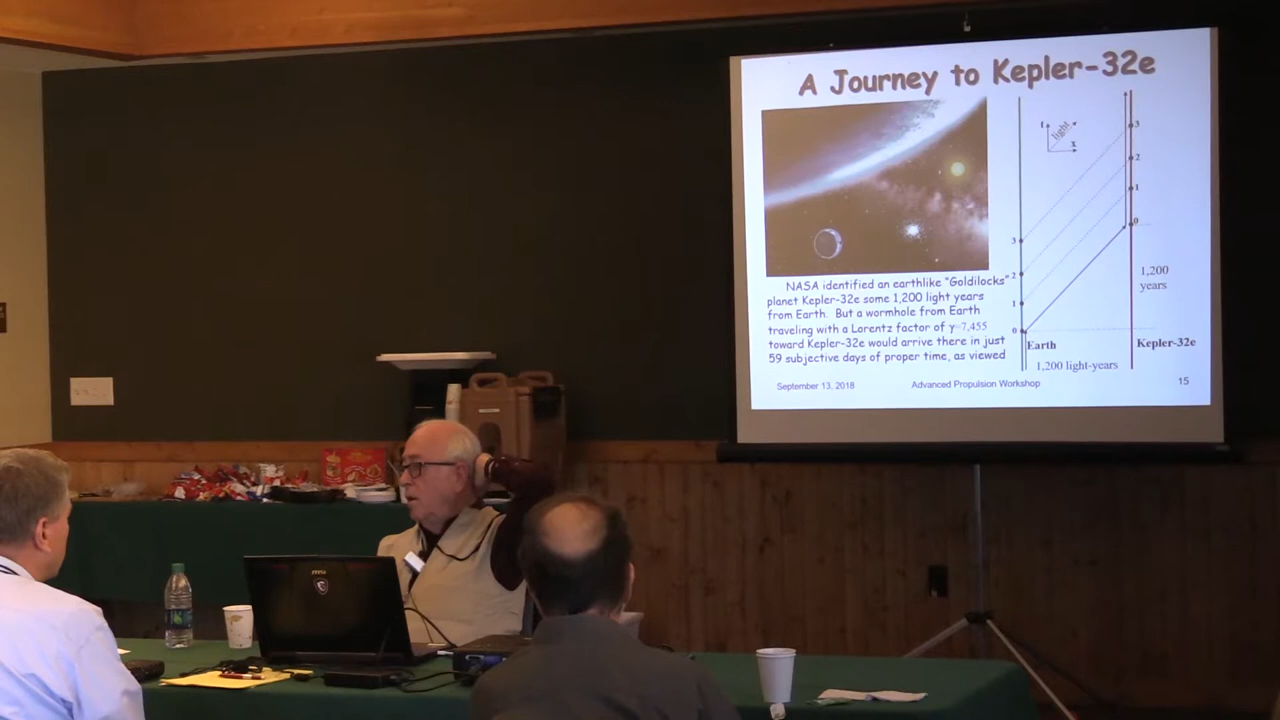 A Journey to Kepler-32e
t
light
x
3
2
1
0
3
2
1
0
NASA identified an earthlike "Goldilocks"
planet Kepler-32e some 1,200 light years
from Earth. But a wormhole from Earth
traveling with a Lorentz factor of γ=7,455
toward Kepler-32e would arrive there in just
59 subjective days of proper time, as viewed
1,200
years
Earth
Kepler-32e
1,200 light-years
September 13, 2018
Advanced Propulsion Workshop
15
msi